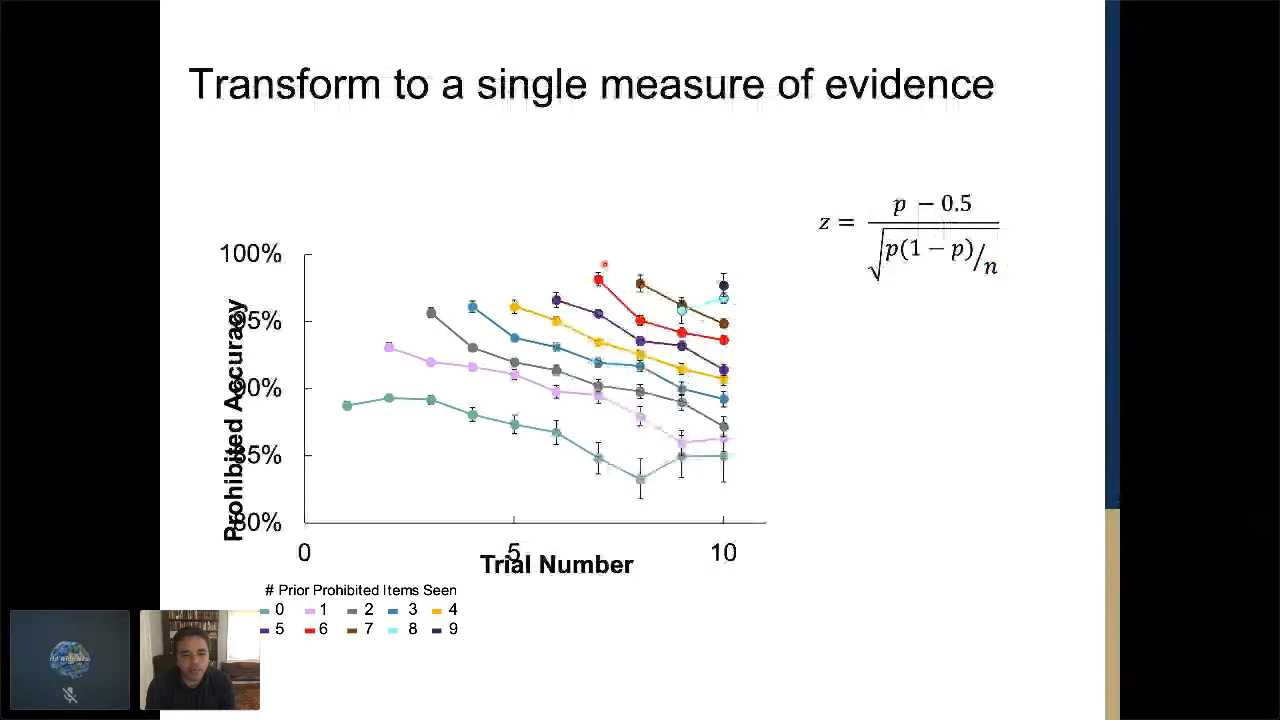 Transform to a single measure of evidence
z = p − 0.5 / √p(1 − p)/n
100%
95%
90%
85%
80%
Prohibited Accuracy
0
5
10
Trial Number
# Prior Prohibited Items Seen
0 1 2 3 4
5 6 7 8 9